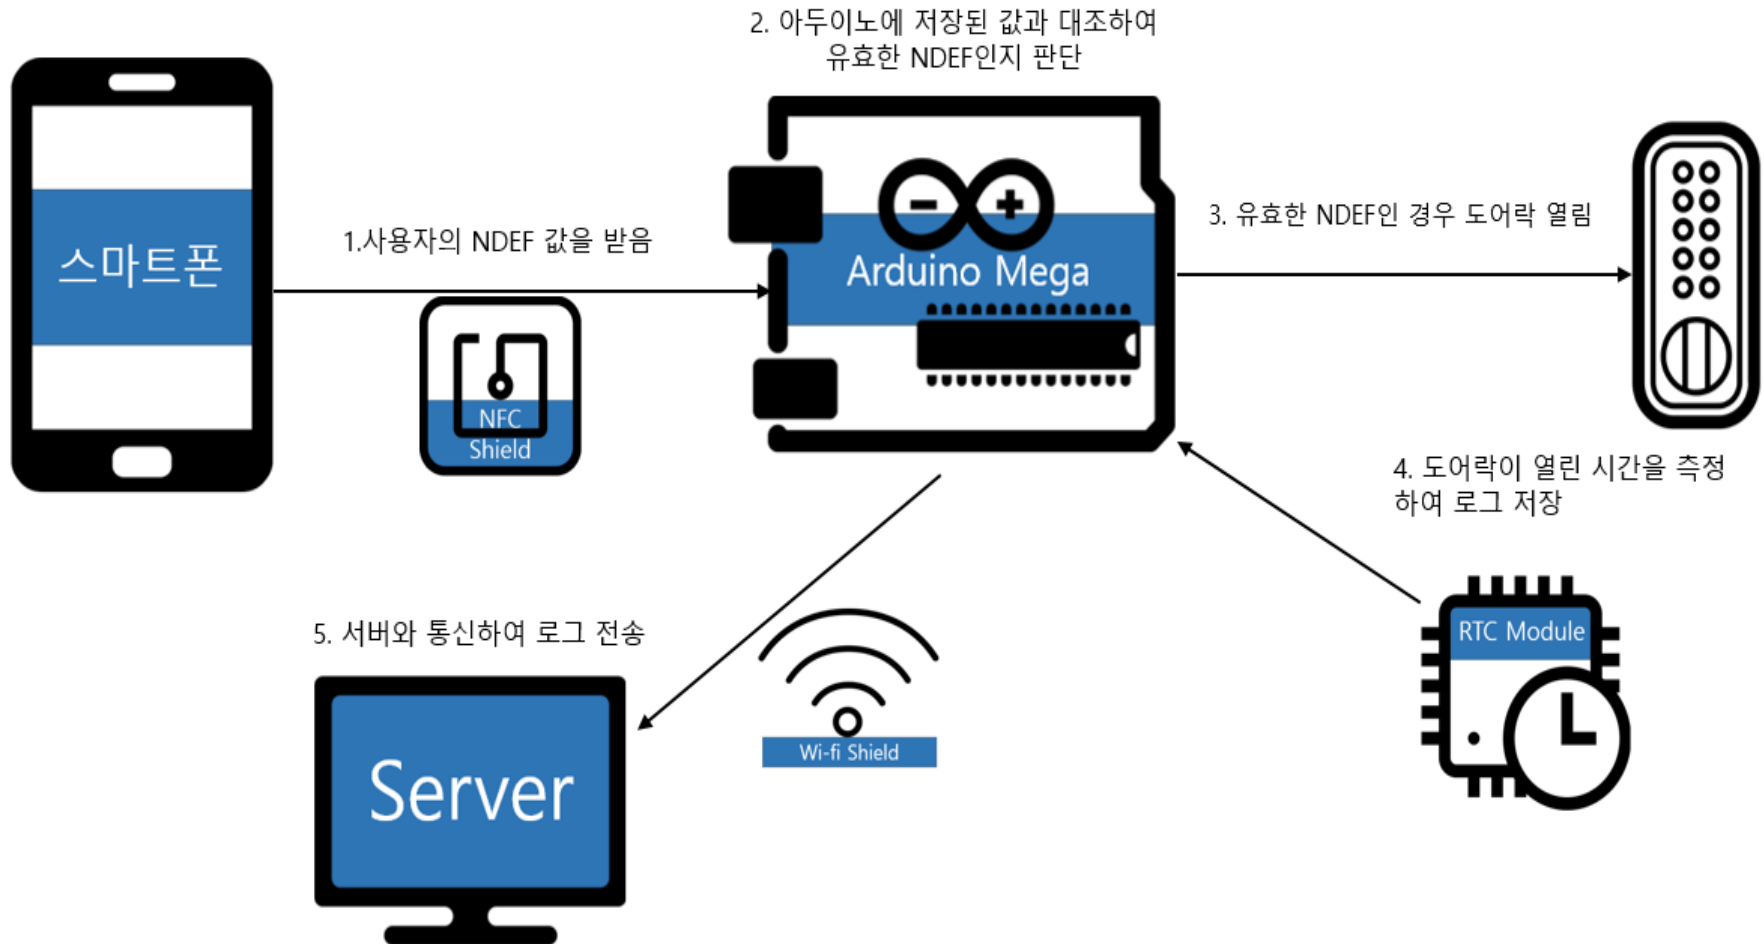 2. 아두이노에 저장된 값과 대조하여
유효한 NDEF인지 판단
스마트폰
1.사용자의 NDEF 값을 받음
NFC
Shield
Arduino Mega
3. 유효한 NDEF인 경우 도어락 열림
4. 도어락이 열린 시간을 측정
하여 로그 저장
RTC Module
5. 서버와 통신하여 로그 전송
Wi-fi Shield
Server